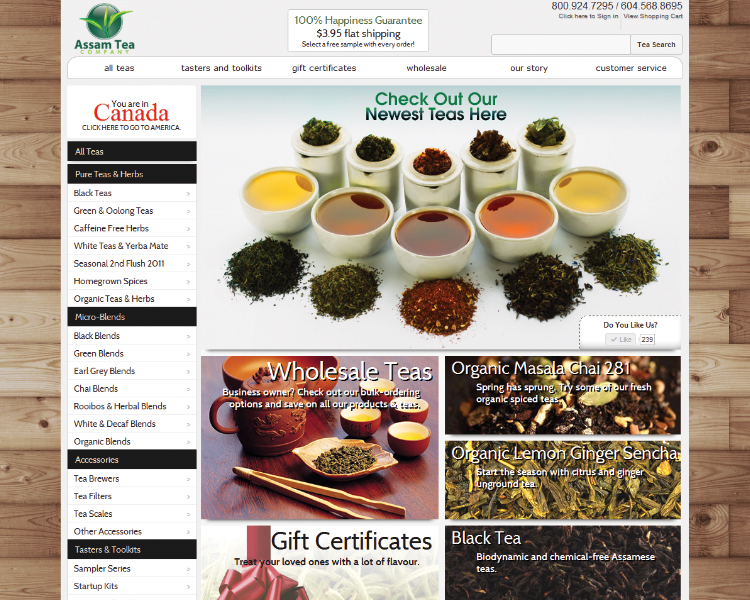 800.924.7295 / 604.568.8695
Click here to Sign in View Shopping Cart
100% Happiness Guarantee
$3.95 flat shipping
Select a free sample with every order!
Assam Tea
COMPANY
Tea Search
all teas tasters and toolkits gift certificates wholesale our story customer service
You are in
Canada
CLICK HERE TO GO TO AMERICA.
All Teas
Pure Teas & Herbs
Black Teas >
Green & Oolong Teas >
Caffeine Free Herbs >
White Teas & Yerba Mate >
Seasonal 2nd Flush 2011 >
Homegrown Spices >
Organic Teas & Herbs >
Micro-Blends
Black Blends >
Green Blends >
Earl Grey Blends >
Chai Blends >
Rooibos & Herbal Blends >
White & Decaf Blends >
Organic Blends >
Accessories
Tea Brewers >
Tea Filters >
Tea Scales >
Other Accessories >
Tasters & Toolkits
Sampler Series >
Startup Kits >
Check Out Our
Newest Teas Here
Do You Like Us?
Like 239
Wholesale Teas
Business owner? Check out our bulk-ordering
options and save on all our products & teas.
Organic Masala Chai 281
Spring has sprung. Try some of our fresh
organic spiced teas.
Organic Lemon Ginger Sencha
Start the season with citrus and ginger
unground tea.
Gift Certificates
Treat your loved ones with a lot of flavour.
Black Tea
Biodynamic and chemical-free Assamese
teas.